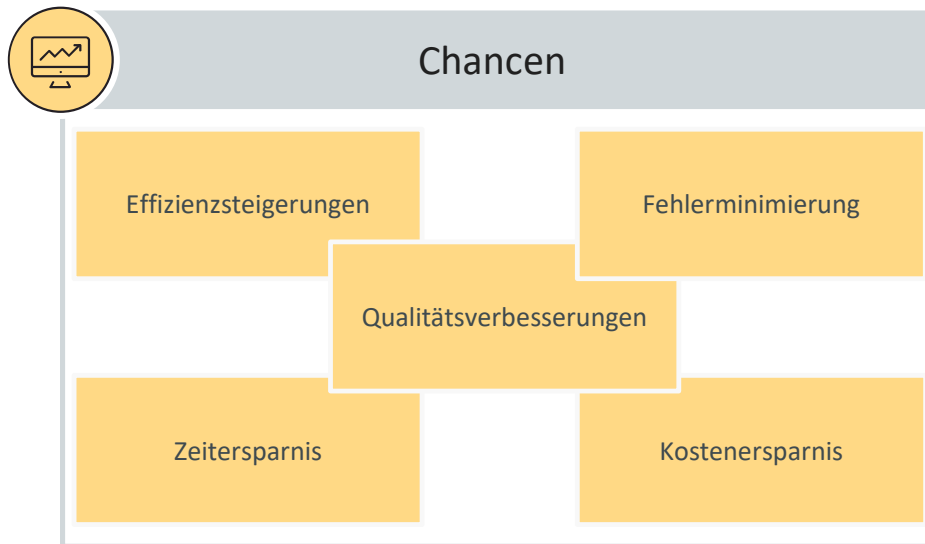 Chancen
Effizienzsteigerungen
Fehlerminimierung
Qualitätsverbesserungen
Zeitersparnis
Kostenersparnis